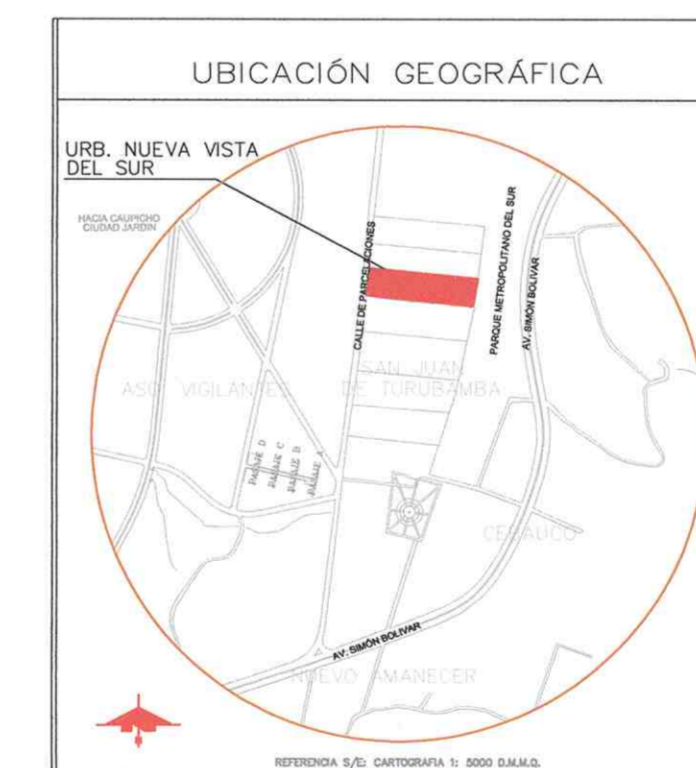 UBICACIÓN GEOGRÁFICA
URB. NUEVA VISTA
DEL SUR
HACIA CAUPICHO
CIUDAD JARDIN
CALLE DE PARCELACIONES
PARQUE METROPOLITANO DEL SUR
AV. SIMÓN BOLIVAR
SAN JUAN
DE TURUBAMBA
ASO VIGILANTES
PASAJE D
PASAJE C
PASAJE B
PASAJE A
AV. SIMÓN BOLIVAR
NUEVO AMANECER
REFERENCIA S/E: CARTOGRAFIA 1: 5000 D.M.M.Q.